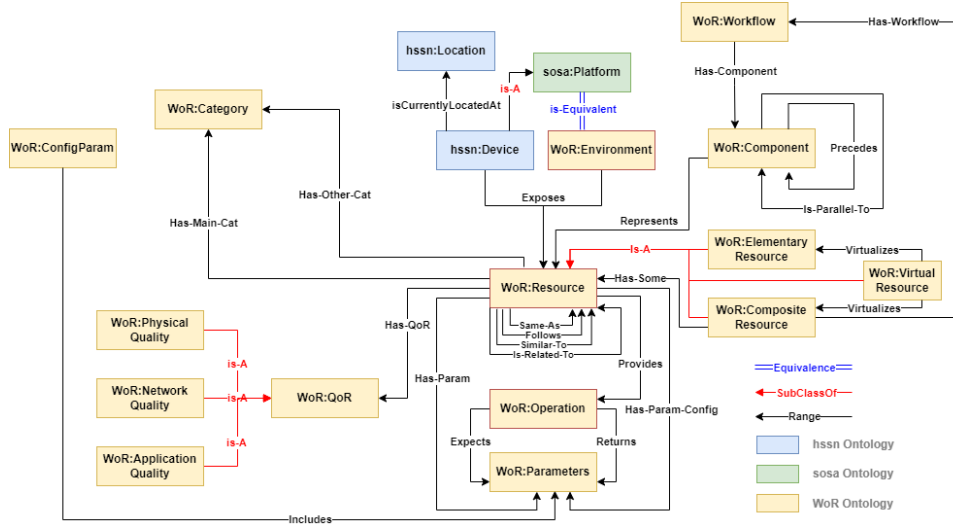 WoR:Workflow
Has-Workflow
hssn:Location
sosa:Platform
Has-Component
is-A
isCurrentlyLocatedAt
is-Equivalent
WoR:Category
WoR:ConfigParam
hssn:Device
WoR:Environment
WoR:Component
Precedes
Has-Other-Cat
Exposes
Is-Parallel-To
Has-Main-Cat
Represents
Is-A
WoR:Elementary
Resource
Virtualizes
WoR:Virtual
Resource
Has-Some
WoR:Resource
Virtualizes
WoR:Composite
Resource
WoR:Physical
Quality
Has-QoR
Same-As
Follows
Similar-To
Is-Related-To
is-A
Has-Param
Provides
Equivalence
SubClassOf
WoR:Network
Quality
is-A
WoR:QoR
WoR:Operation
Has-Param-Config
Range
is-A
Expects
Returns
hssn Ontology
WoR:Application
Quality
WoR:Parameters
sosa Ontology
WoR Ontology
Includes